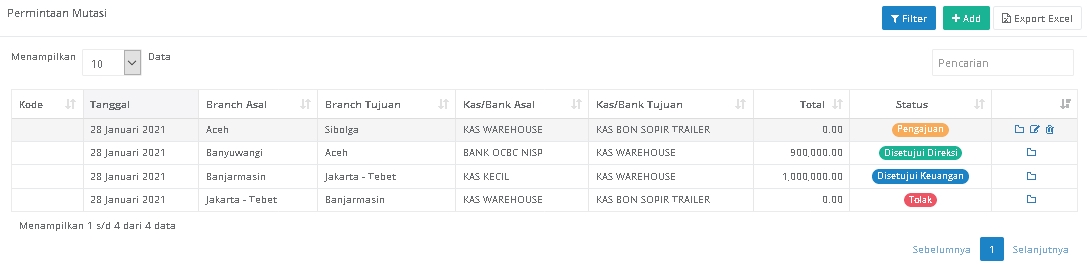 Permintaan Mutasi
Filter + Add Export Excel
Menampilkan 10 Data Pencarian
Kode Tanggal Branch Asal Branch Tujuan Kas/Bank Asal Kas/Bank Tujuan Total Status
28 Januari 2021 Aceh Sibolga KAS WAREHOUSE KAS BON SOPIR TRAILER 0.00 Pengajuan
28 Januari 2021 Banyuwangi Aceh BANK OCBC NISP KAS WAREHOUSE 900,000.00 Disetujui Direksi
28 Januari 2021 Banjarmasin Jakarta - Tebet KAS KECIL KAS WAREHOUSE 1,000,000.00 Disetujui Keuangan
28 Januari 2021 Jakarta - Tebet Banjarmasin KAS WAREHOUSE KAS BON SOPIR TRAILER 0.00 Tolak
Menampilkan 1 s/d 4 dari 4 data
Sebelumnya 1 Selanjutnya